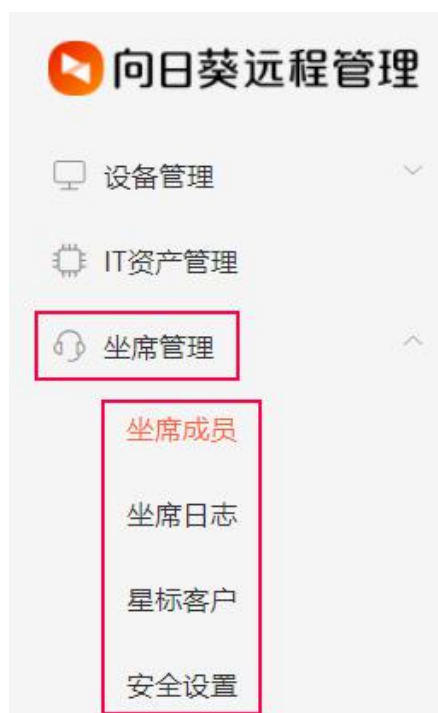 向日葵远程管理
设备管理
IT资产管理
坐席管理
坐席成员
坐席日志
星标客户
安全设置